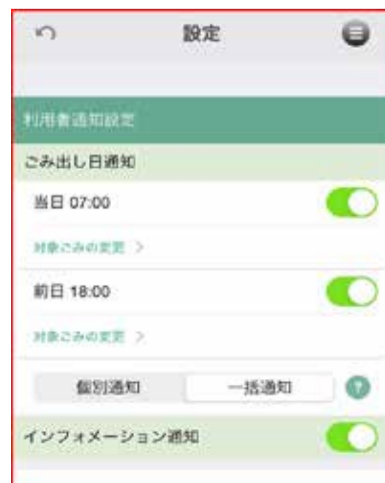 設定
利用者通知設定
ごみ出し日通知
当日 07:00
対象ごみの変更 >
前日 18:00
対象ごみの変更 >
個別通知 一括通知 ?
インフォメーション通知